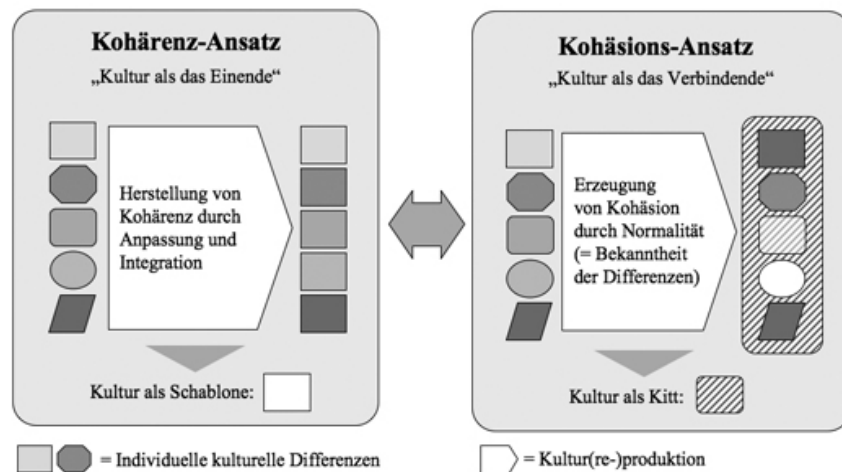 Kohärenz-Ansatz
„Kultur als das Einende“
Herstellung von
Kohärenz durch
Anpassung und
Integration
Kultur als Schablone:
Kohäsions-Ansatz
„Kultur als das Verbindende“
Erzeugung
von Kohäsion
durch Normalität
(= Bekanntheit
der Differenzen)
Kultur als Kitt:
= Individuelle kulturelle Differenzen
= Kultur(re-)produktion